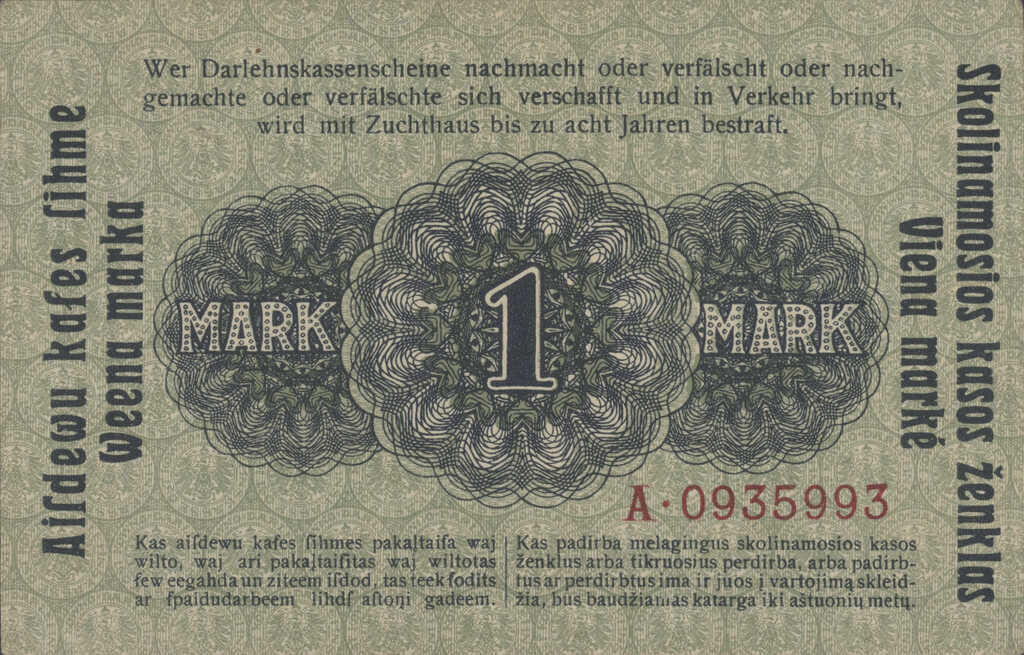 Wer Darlehnskassenscheine nachmacht oder verfälscht oder nach-
gemachte oder verfälschte sich verschafft und in Verkehr bringt,
wird mit Zuchthaus bis zu acht Jahren bestraft.
Aiſdewu kaſes ſihme
Weena marka
MARK
1
MARK
Skolinamosios kasos ženklas
Viena markė
A·0935993
Kas aiſdewu kaſes ſihmes pakaļtaiſa waj
wilto, waj ari pakaļtaiſitas waj wiltotas
ſew eegahda un ziteem iſdod, tas teek ſodits
ar ſpaidu darbeem lihdſ aſtoņi gadeem.
Kas padirba melagingus skolinamosios kasos
ženklus arba tikruosius perdirba, arba padirb-
tus ar perdirbtus ima ir juos į vartojimą skleid-
žia, bus baudžiamas katarga iki aštuonių metų.